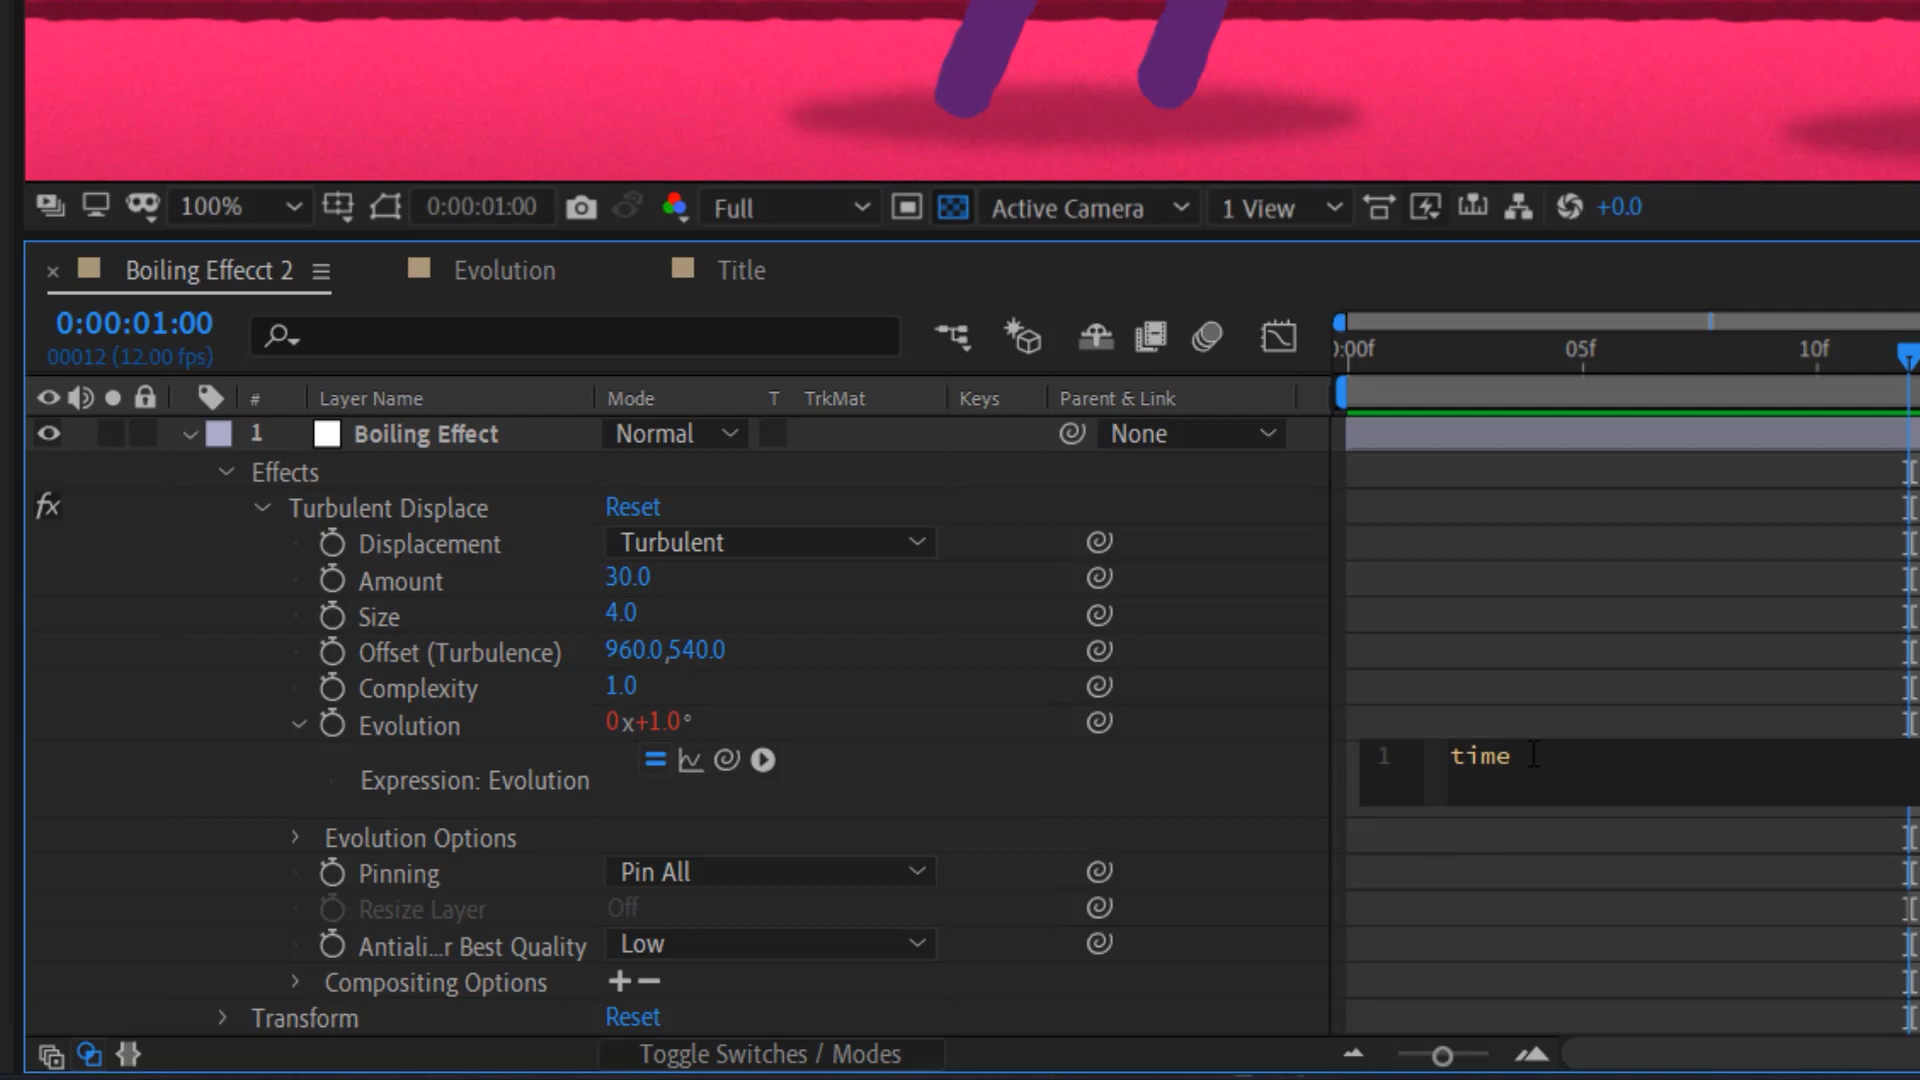 100% 0:00:01:00 Full Active Camera 1 View +0.0
× Boiling Effecct 2 Evolution Title
0:00:01:00
00012 (12.00 fps)
):00f 05f 10f
# Layer Name Mode T TrkMat Keys Parent & Link
1 Boiling Effect Normal None
Effects
fx Turbulent Displace Reset
Displacement Turbulent
Amount 30.0
Size 4.0
Offset (Turbulence) 960.0,540.0
Complexity 1.0
Evolution 0x+1.0°
1 time
Expression: Evolution
Evolution Options
Pinning Pin All
Resize Layer Off
Antiali...r Best Quality Low
Compositing Options
Transform Reset
Toggle Switches / Modes